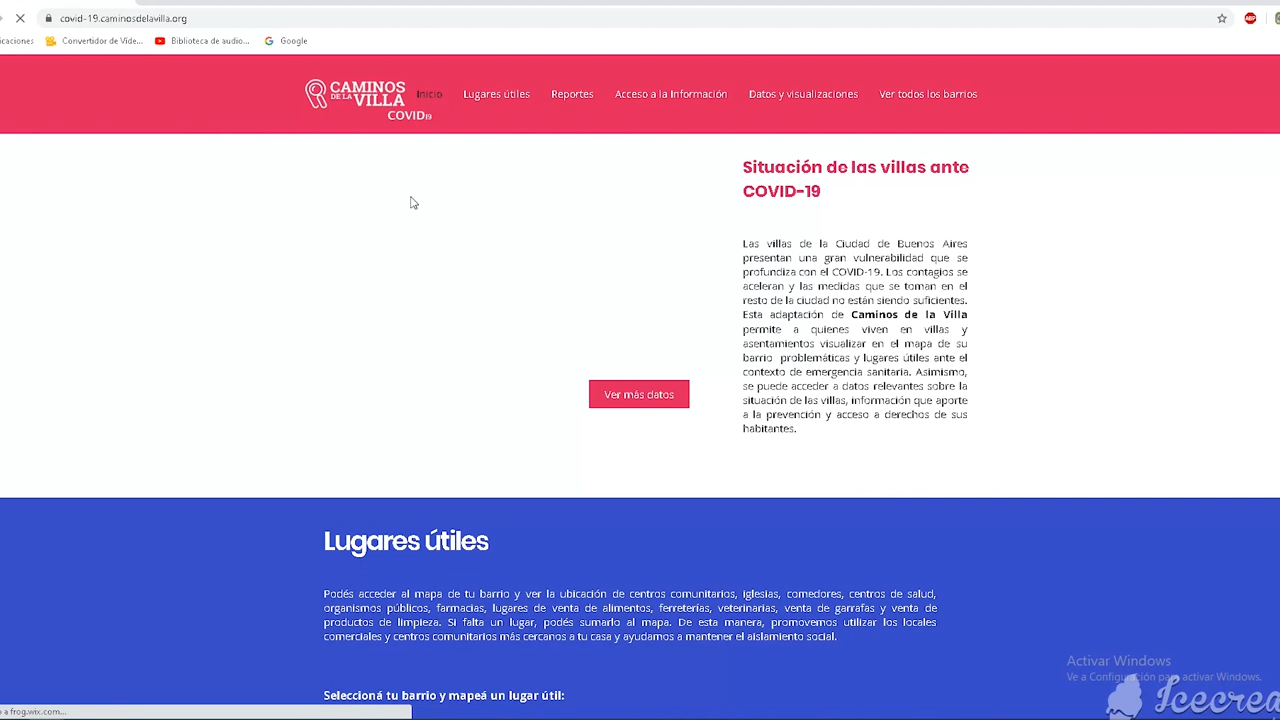 covid-19.caminosdelavilla.org
Convertidor de Víde... Biblioteca de audio... Google
CAMINOS
DE LA VILLA
COVID19
Inicio Lugares útiles Reportes Acceso a la Información Datos y visualizaciones Ver todos los barrios
Situación de las villas ante
COVID-19
Las villas de la Ciudad de Buenos Aires
presentan una gran vulnerabilidad que se
profundiza con el COVID-19. Los contagios se
aceleran y las medidas que se toman en el
resto de la ciudad no están siendo suficientes.
Esta adaptación de Caminos de la Villa
permite a quienes viven en villas y
asentamientos visualizar en el mapa de su
barrio problemáticas y lugares útiles ante el
contexto de emergencia sanitaria. Asimismo,
se puede acceder a datos relevantes sobre la
situación de las villas, información que aporte
a la prevención y acceso a derechos de sus
habitantes.
Ver más datos
Lugares útiles
Podés acceder al mapa de tu barrio y ver la ubicación de centros comunitarios, iglesias, comedores, centros de salud,
organismos públicos, farmacias, lugares de venta de alimentos, ferreterías, veterinarias, venta de garrafas y venta de
productos de limpieza. Si falta un lugar, podés sumarlo al mapa. De esta manera, promovemos utilizar los locales
comerciales y centros comunitarios más cercanos a tu casa y ayudamos a mantener el aislamiento social.
Seleccioná tu barrio y mapeá un lugar útil:
Activar Windows
Ve a Configuración para activar Windows.
a frog.wix.com...